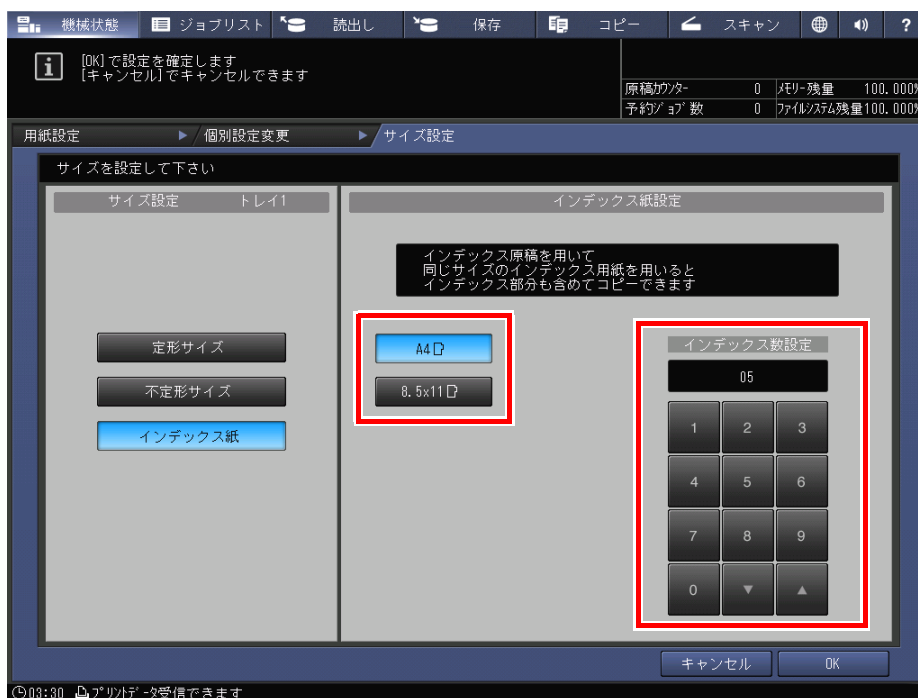 機械状態 ジョブリスト 読出し 保存 コピー スキャン ?
[OK]で設定を確定します
[キャンセル]でキャンセルできます
原稿ｶｳﾝﾀｰ 0 ﾒﾓﾘｰ残量 100.000%
予約ｼﾞｮﾌﾞ数 0 ﾌｧｲﾙｼｽﾃﾑ残量100.000%
用紙設定 個別設定変更 サイズ設定
サイズを設定して下さい
サイズ設定 トレイ1
インデックス紙設定
インデックス原稿を用いて
同じサイズのインデックス用紙を用いると
インデックス部分も含めてコピーできます
定形サイズ
不定形サイズ
インデックス紙
A4
8.5x11
インデックス数設定
05
1 2 3
4 5 6
7 8 9
0 ▼ ▲
キャンセル OK
03:30 ﾌﾟﾘﾝﾄﾃﾞｰﾀ受信できます